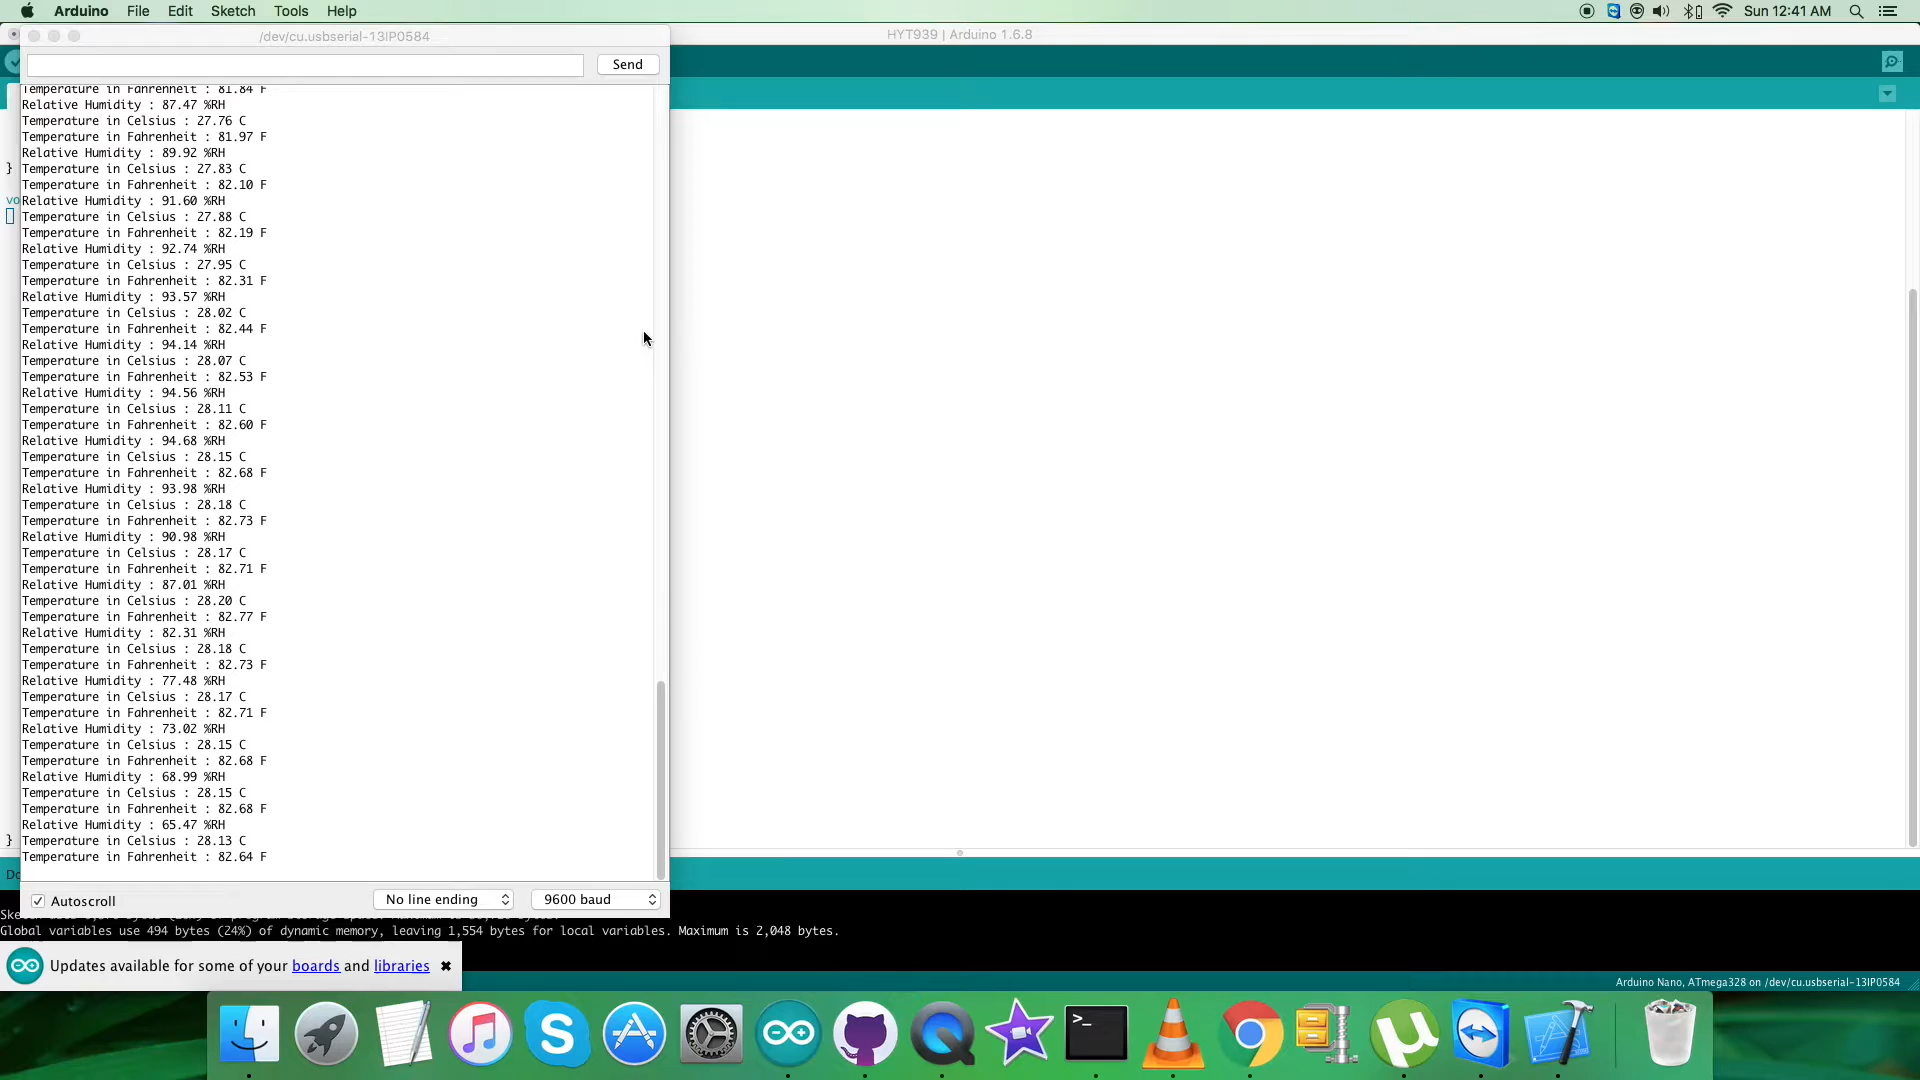 Arduino File Edit Sketch Tools Help Sun 12:41 AM
/dev/cu.usbserial-13IP0584
HYT939 | Arduino 1.6.8
Send
Temperature in Fahrenheit : 81.84 F
Relative Humidity : 87.47 %RH
Temperature in Celsius : 27.76 C
Temperature in Fahrenheit : 81.97 F
Relative Humidity : 89.92 %RH
Temperature in Celsius : 27.83 C
Temperature in Fahrenheit : 82.10 F
Relative Humidity : 91.60 %RH
Temperature in Celsius : 27.88 C
Temperature in Fahrenheit : 82.19 F
Relative Humidity : 92.74 %RH
Temperature in Celsius : 27.95 C
Temperature in Fahrenheit : 82.31 F
Relative Humidity : 93.57 %RH
Temperature in Celsius : 28.02 C
Temperature in Fahrenheit : 82.44 F
Relative Humidity : 94.14 %RH
Temperature in Celsius : 28.07 C
Temperature in Fahrenheit : 82.53 F
Relative Humidity : 94.56 %RH
Temperature in Celsius : 28.11 C
Temperature in Fahrenheit : 82.60 F
Relative Humidity : 94.68 %RH
Temperature in Celsius : 28.15 C
Temperature in Fahrenheit : 82.68 F
Relative Humidity : 93.98 %RH
Temperature in Celsius : 28.18 C
Temperature in Fahrenheit : 82.73 F
Relative Humidity : 90.98 %RH
Temperature in Celsius : 28.17 C
Temperature in Fahrenheit : 82.71 F
Relative Humidity : 87.01 %RH
Temperature in Celsius : 28.20 C
Temperature in Fahrenheit : 82.77 F
Relative Humidity : 82.31 %RH
Temperature in Celsius : 28.18 C
Temperature in Fahrenheit : 82.73 F
Relative Humidity : 77.48 %RH
Temperature in Celsius : 28.17 C
Temperature in Fahrenheit : 82.71 F
Relative Humidity : 73.02 %RH
Temperature in Celsius : 28.15 C
Temperature in Fahrenheit : 82.68 F
Relative Humidity : 68.99 %RH
Temperature in Celsius : 28.15 C
Temperature in Fahrenheit : 82.68 F
Relative Humidity : 65.47 %RH
Temperature in Celsius : 28.13 C
Temperature in Fahrenheit : 82.64 F
}
vo
}
Autoscroll No line ending 9600 baud
Global variables use 494 bytes (24%) of dynamic memory, leaving 1,554 bytes for local variables. Maximum is 2,048 bytes.
Updates available for some of your boards and libraries
Arduino Nano, ATmega328 on /dev/cu.usbserial-13IP0584